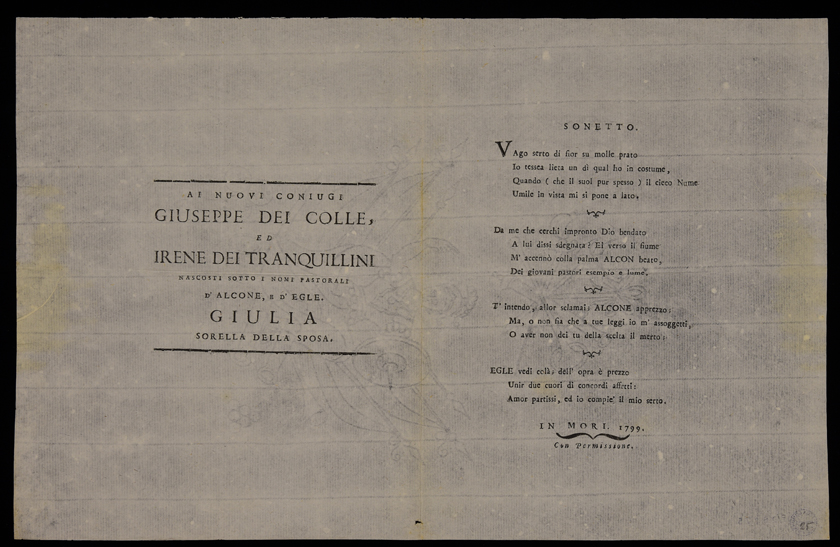 AI NUOVI CONIUGI
GIUSEPPE DEI COLLE,
ED
IRENE DEI TRANQUILLINI
NASCOSTI SOTTO I NOMI PASTORALI
D' ALCONE, E D' EGLE.
GIULIA
SORELLA DELLA SPOSA.
SONETTO.
VAgo serto di fior su molle prato
Io tessea lieta un dì qual ho in costume,
Quando ( che il suol pur spesso ) il cieco Nume
Umile in vista mi si pone a lato.
Da me che cerchi impronto Dio bendato
A lui dissi sdegnata? Ei verso il fiume
M' accennò colla palma ALCON beato,
Dei giovani pastori esempio e lume.
T' intendo, allor sclamai: ALCONE apprezzo:
Ma, o non fia che a tue leggi io m' assoggetti,
O aver non dei tu della scelta il merto:
EGLE vedi colà; dell' opra è prezzo
Unir due cuori di concordi affetti:
Amor partissi, ed io compie' il mio serto.
IN MORI. 1799.
Con Permissione.